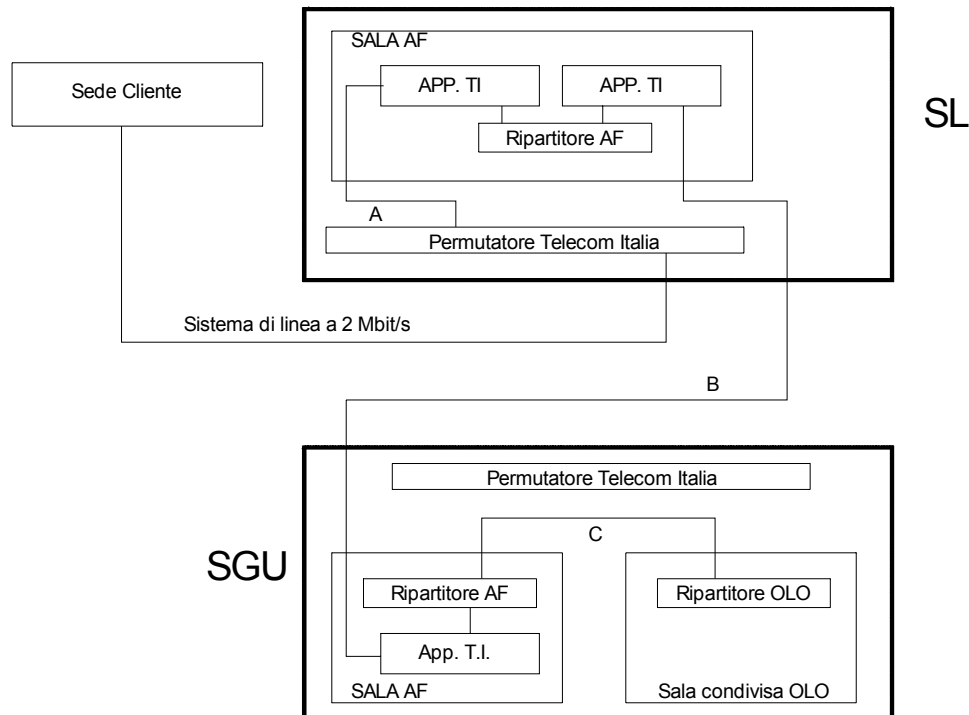 SALA AF
Sede Cliente
APP. TI
APP. TI
SL
Ripartitore AF
A
Permutatore Telecom Italia
Sistema di linea a 2 Mbit/s
B
Permutatore Telecom Italia
C
SGU
Ripartitore AF
Ripartitore OLO
App. T.I.
SALA AF
Sala condivisa OLO